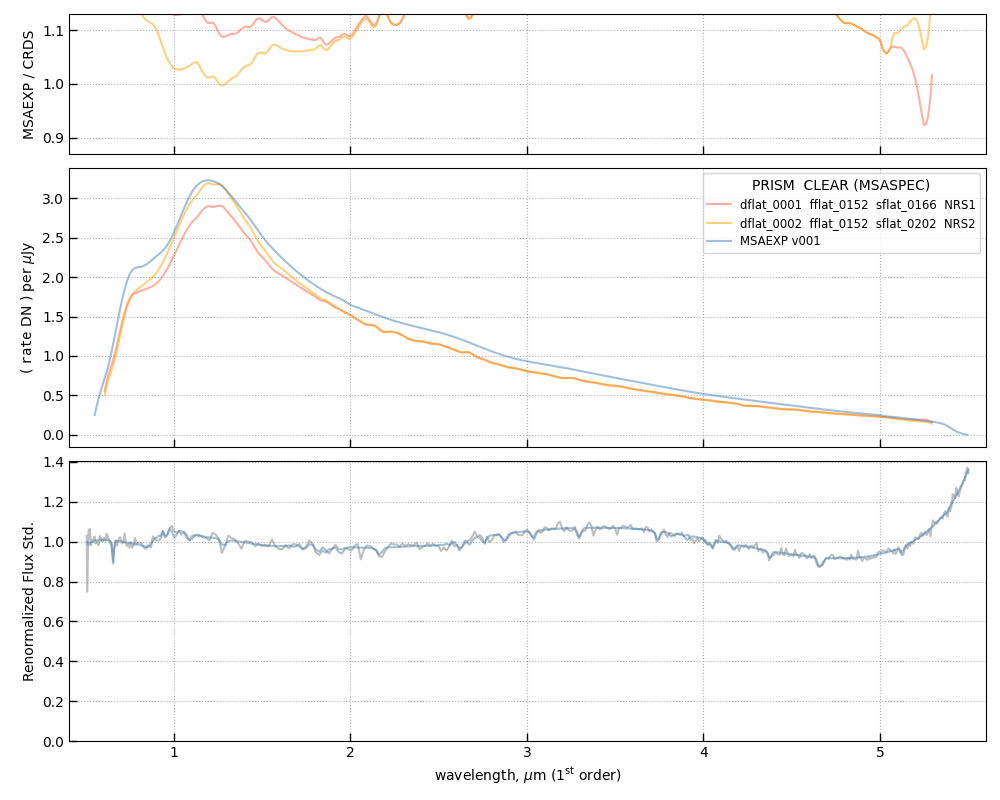 MSAEXP / CRDS
1.1
1.0
0.9
( rate DN ) per μJy
3.0
2.5
2.0
1.5
1.0
0.5
0.0
PRISM CLEAR (MSASPEC)
dflat_0001 fflat_0152 sflat_0166 NRS1
dflat_0002 fflat_0152 sflat_0202 NRS2
MSAEXP v001
Renormalized Flux Std.
1.4
1.2
1.0
0.8
0.6
0.4
0.2
0.0
1 2 3 4 5
wavelength, μm (1st order)